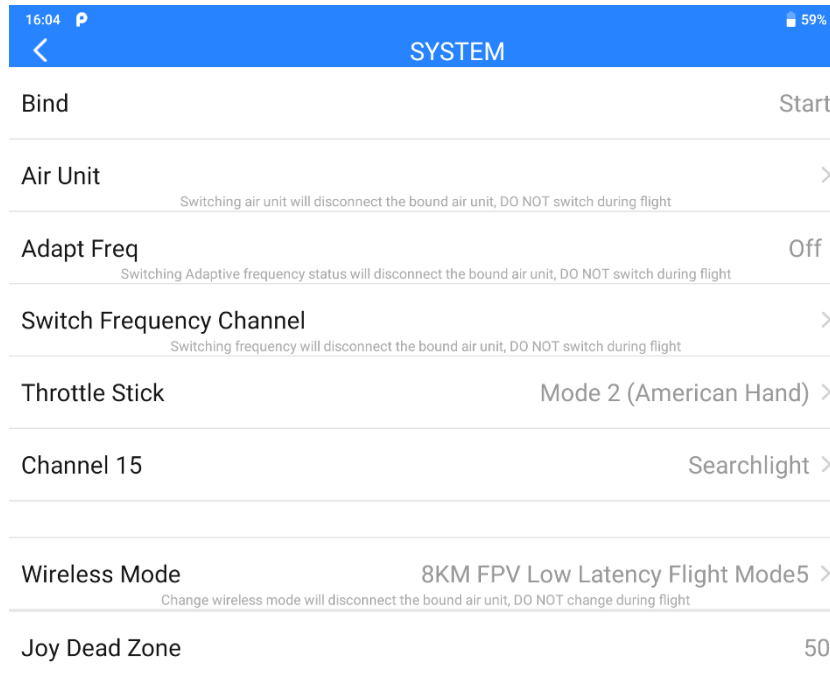 16:04 P 59%
SYSTEM
Bind Start
Air Unit
Switching air unit will disconnect the bound air unit, DO NOT switch during flight
Adapt Freq Off
Switching Adaptive frequency status will disconnect the bound air unit, DO NOT switch during flight
Switch Frequency Channel
Switching frequency will disconnect the bound air unit, DO NOT switch during flight
Throttle Stick Mode 2 (American Hand)
Channel 15 Searchlight
Wireless Mode 8KM FPV Low Latency Flight Mode5
Change wireless mode will disconnect the bound air unit, DO NOT change during flight
Joy Dead Zone 50